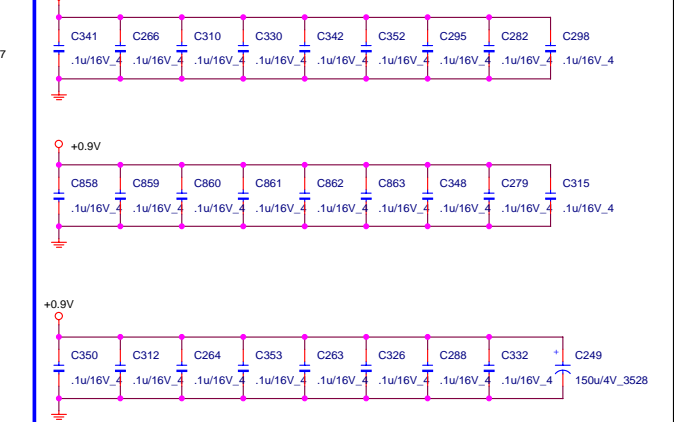 C341 C266 C310 C330 C342 C352 C295 C282 C298
7
.1u/16V_4 .1u/16V_4 .1u/16V_4 .1u/16V_4 .1u/16V_4 .1u/16V_4 .1u/16V_4 .1u/16V_4 .1u/16V_4
+0.9V
C858 C859 C860 C861 C862 C863 C348 C279 C315
.1u/16V_4 .1u/16V_4 .1u/16V_4 .1u/16V_4 .1u/16V_4 .1u/16V_4 .1u/16V_4 .1u/16V_4 .1u/16V_4
+0.9V
C350 C312 C264 C353 C263 C326 C288 C332 + C249
.1u/16V_4 .1u/16V_4 .1u/16V_4 .1u/16V_4 .1u/16V_4 .1u/16V_4 .1u/16V_4 .1u/16V_4 150u/4V_3528